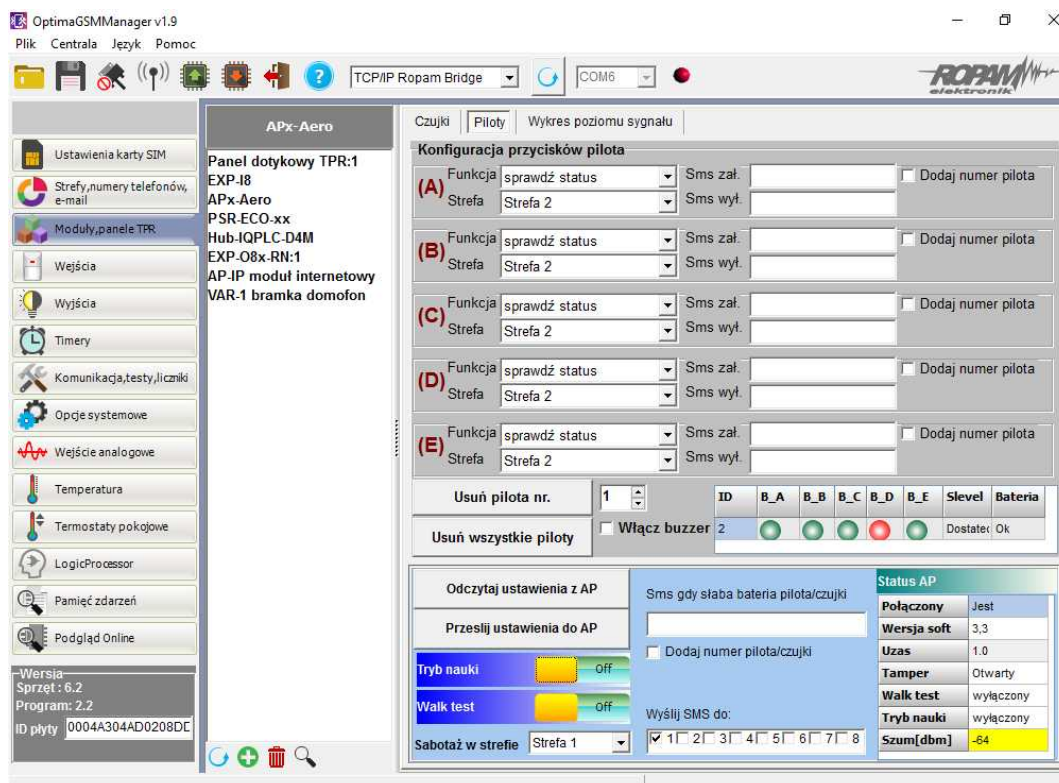 OptimaGSMManager v1.9
Plik Centrala Język Pomoc
TCP/IP Ropam Bridge COM6
ROPAM
elektronik
Ustawienia karty SIM
Strefy,numery telefonów,
e-mail
Moduły,panele TPR
Wejścia
Wyjścia
Timery
Komunikacja,testy,liczniki
Opcje systemowe
Wejście analogowe
Temperatura
Termostaty pokojowe
LogicProcessor
Pamięć zdarzeń
Podgląd Online
Wersja
Sprzęt : 6.2
Program: 2.2
ID płyty 0004A304AD0208DE
APx-Aero
Panel dotykowy TPR:1
EXP-I8
APx-Aero
PSR-ECO-xx
Hub-IQPLC-D4M
EXP-O8x-RN:1
AP-IP moduł internetowy
VAR-1 bramka domofon
Czujki Piloty Wykres poziomu sygnału
Konfiguracja przycisków pilota
(A) Funkcja sprawdź status Sms zał. Dodaj numer pilota
Strefa Strefa 2 Sms wył.
(B) Funkcja sprawdź status Sms zał. Dodaj numer pilota
Strefa Strefa 2 Sms wył.
(C) Funkcja sprawdź status Sms zał. Dodaj numer pilota
Strefa Strefa 2 Sms wył.
(D) Funkcja sprawdź status Sms zał. Dodaj numer pilota
Strefa Strefa 2 Sms wył.
(E) Funkcja sprawdź status Sms zał. Dodaj numer pilota
Strefa Strefa 2 Sms wył.
Usuń pilota nr. 1
Usuń wszystkie piloty Włącz buzzer
ID B_A B_B B_C B_D B_E Slevel Bateria
2 Dostatec Ok
Odczytaj ustawienia z AP
Przeslij ustawienia do AP
Tryb nauki Off
Walk test Off
Sabotaż w strefie Strefa 1
Sms gdy słaba bateria pilota/czujki
Dodaj numer pilota/czujki
Wyślij SMS do:
1 2 3 4 5 6 7 8
Status AP
Połączony Jest
Wersja soft 3,3
Uzas 1.0
Tamper Otwarty
Walk test wyłączony
Tryb nauki wyłączony
Szum[dbm] -64